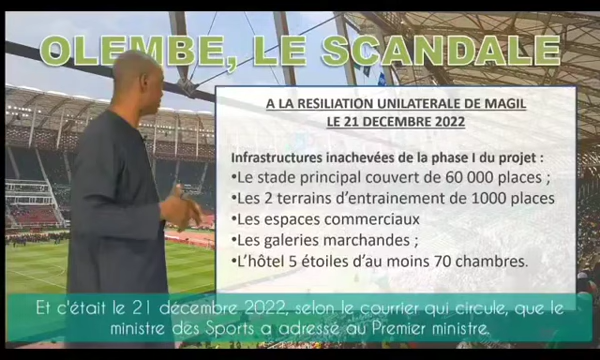 OLEMBE, LE SCANDALE
A LA RESILIATION UNILATERALE DE MAGIL
LE 21 DECEMBRE 2022
Infrastructures inachevées de la phase I du projet :
•Le stade principal couvert de 60 000 places ;
•Les 2 terrains d'entrainement de 1000 places
•Les espaces commerciaux
•Les galeries marchandes ;
•L'hôtel 5 étoiles d'au moins 70 chambres.
Et c'était le 21 décembre 2022, selon le courrier qui circule, que le
ministre des Sports a adressé au Premier ministre.